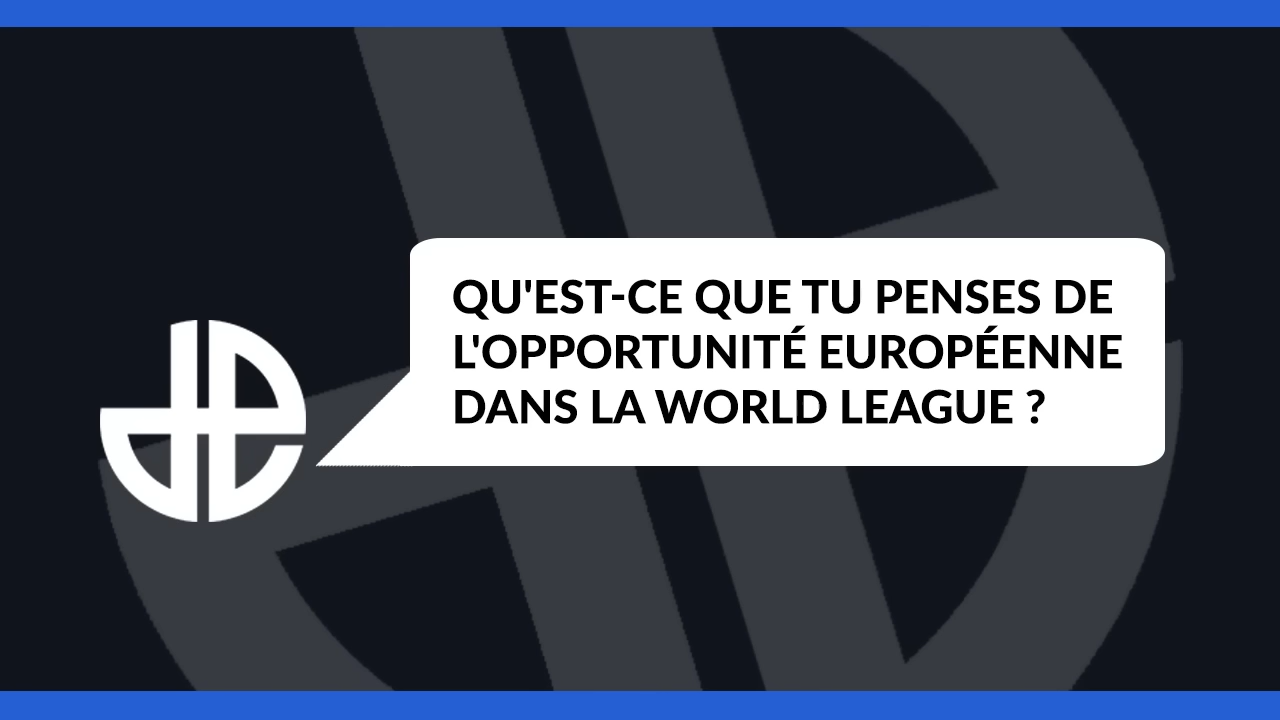 QU'EST-CE QUE TU PENSES DE
L'OPPORTUNITÉ EUROPÉENNE
DANS LA WORLD LEAGUE ?